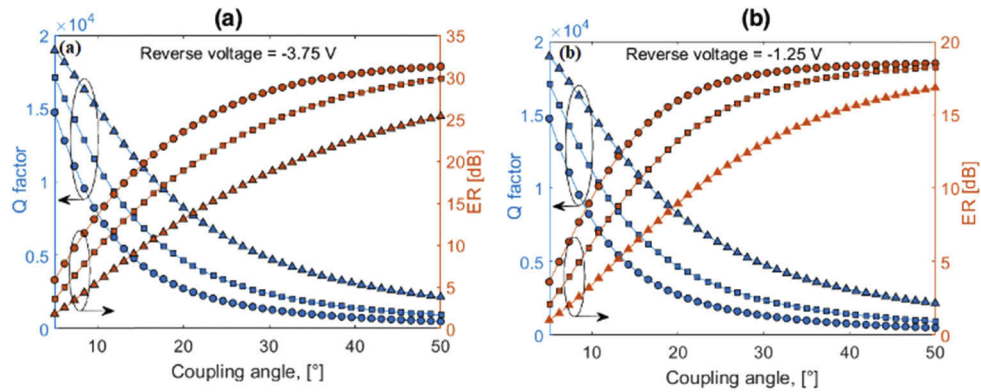 (a)
×10⁴
(a)
Reverse voltage = -3.75 V
2
1.5
1
0.5
0
Q factor
35
30
25
20
15
10
5
0
ER [dB]
10 20 30 40 50
Coupling angle, [°]
(b)
×10⁴
(b)
Reverse voltage = -1.25 V
2
1.5
1
0.5
0
Q factor
20
15
10
5
0
ER [dB]
10 20 30 40 50
Coupling angle, [°]